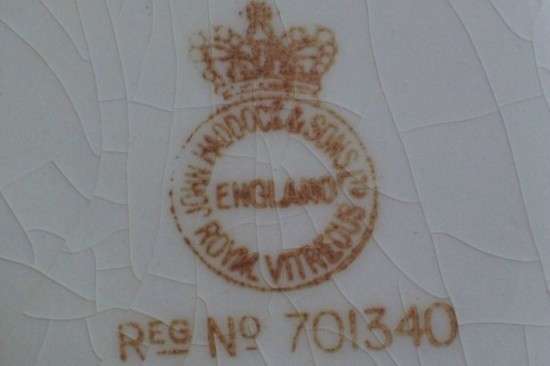 JOHN MADDOCK & SONS LTD
ENGLAND
ROYAL VITREOUS
REG No 701340